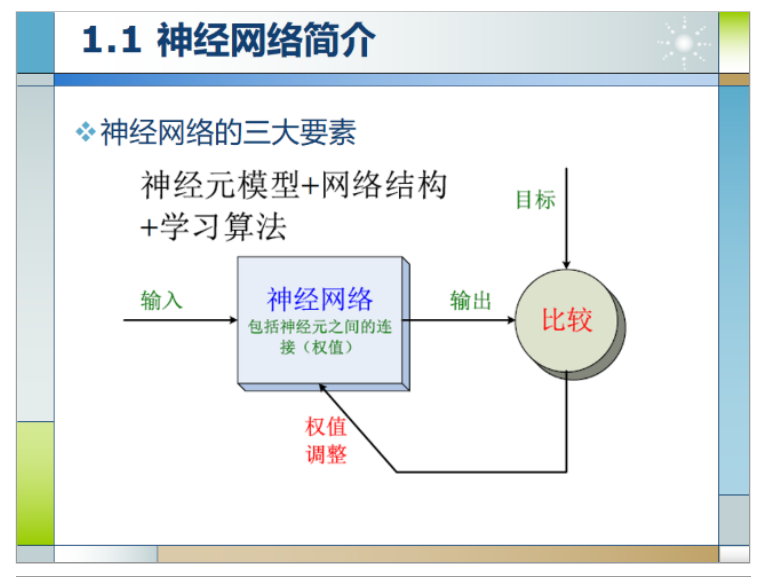 1.1 神经网络简介
神经网络的三大要素
神经元模型+网络结构
+学习算法
目标
输入
神经网络
包括神经元之间的连
接（权值）
输出
比较
权值
调整